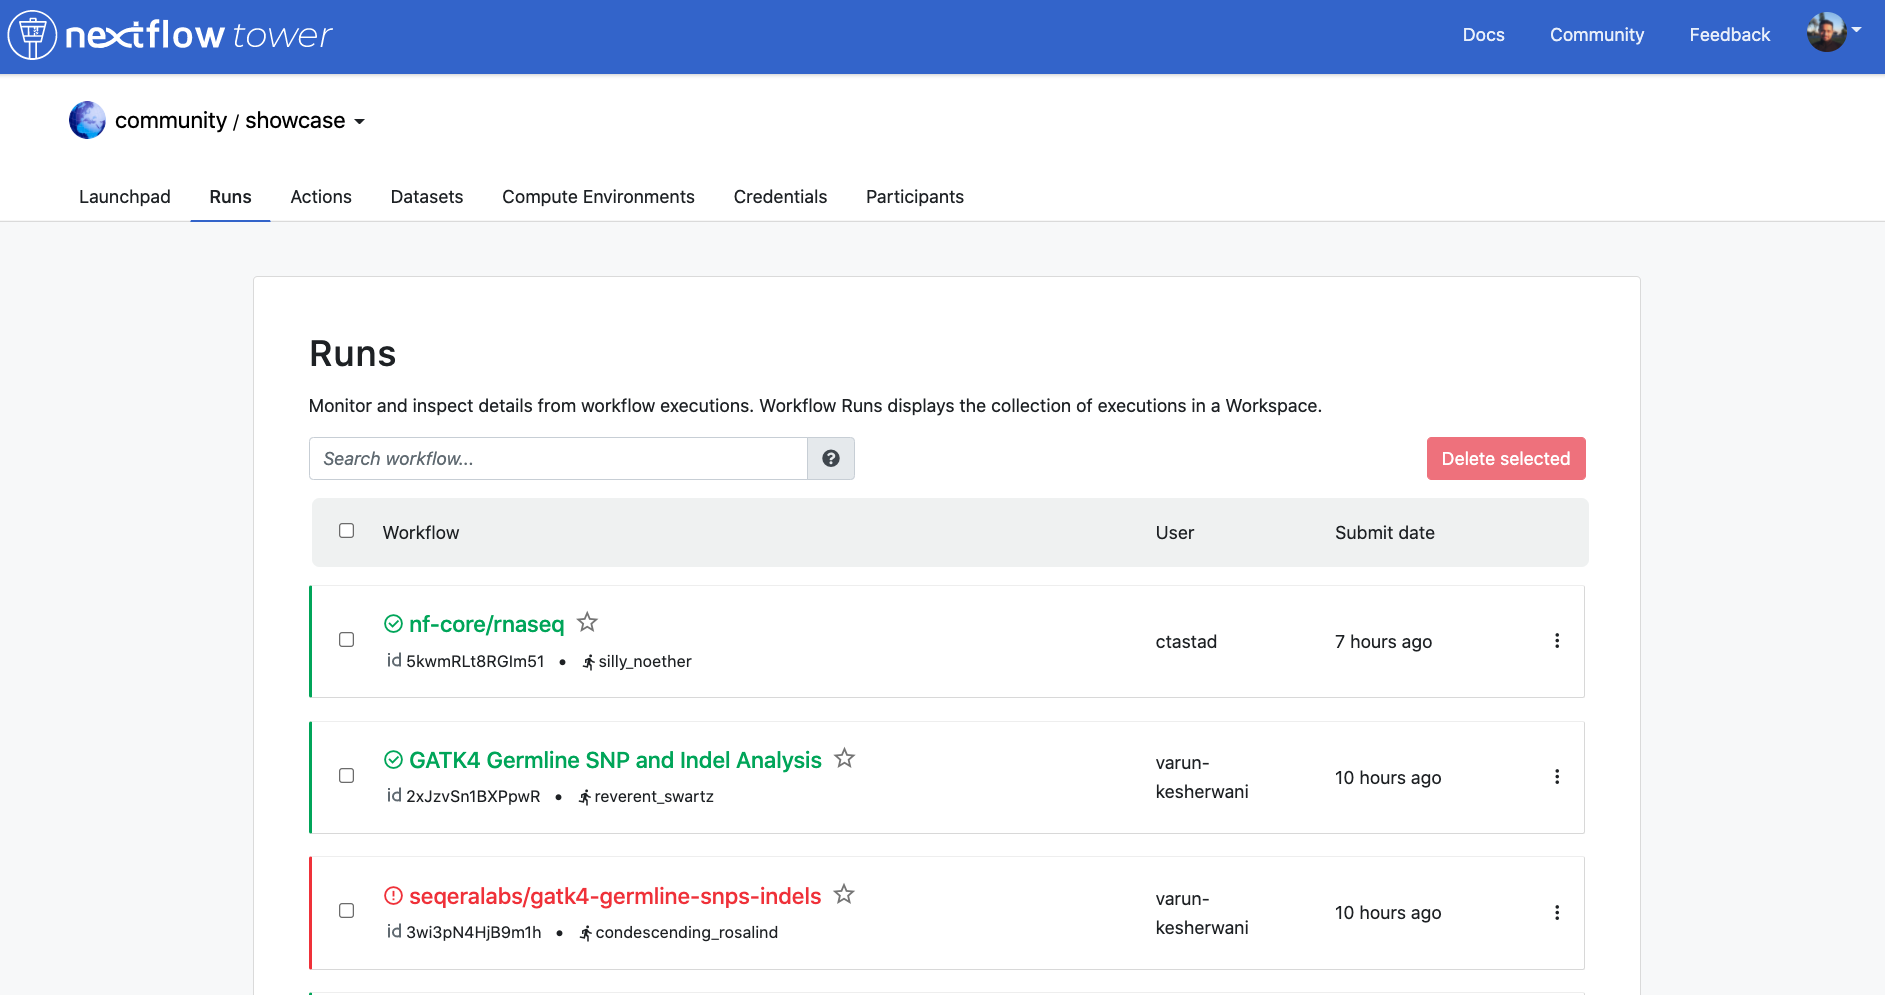 nextflow tower
Docs Community Feedback
community / showcase
Launchpad Runs Actions Datasets Compute Environments Credentials Participants
Runs
Monitor and inspect details from workflow executions. Workflow Runs displays the collection of executions in a Workspace.
Search workflow...
Delete selected
Workflow User Submit date
nf-core/rnaseq
id 5kwmRLt8RGIm51 • silly_noether
ctastad
7 hours ago
GATK4 Germline SNP and Indel Analysis
id 2xJzvSn1BXPpwR • reverent_swartz
varun-
kesherwani
10 hours ago
seqeralabs/gatk4-germline-snps-indels
id 3wi3pN4HjB9m1h • condescending_rosalind
varun-
kesherwani
10 hours ago